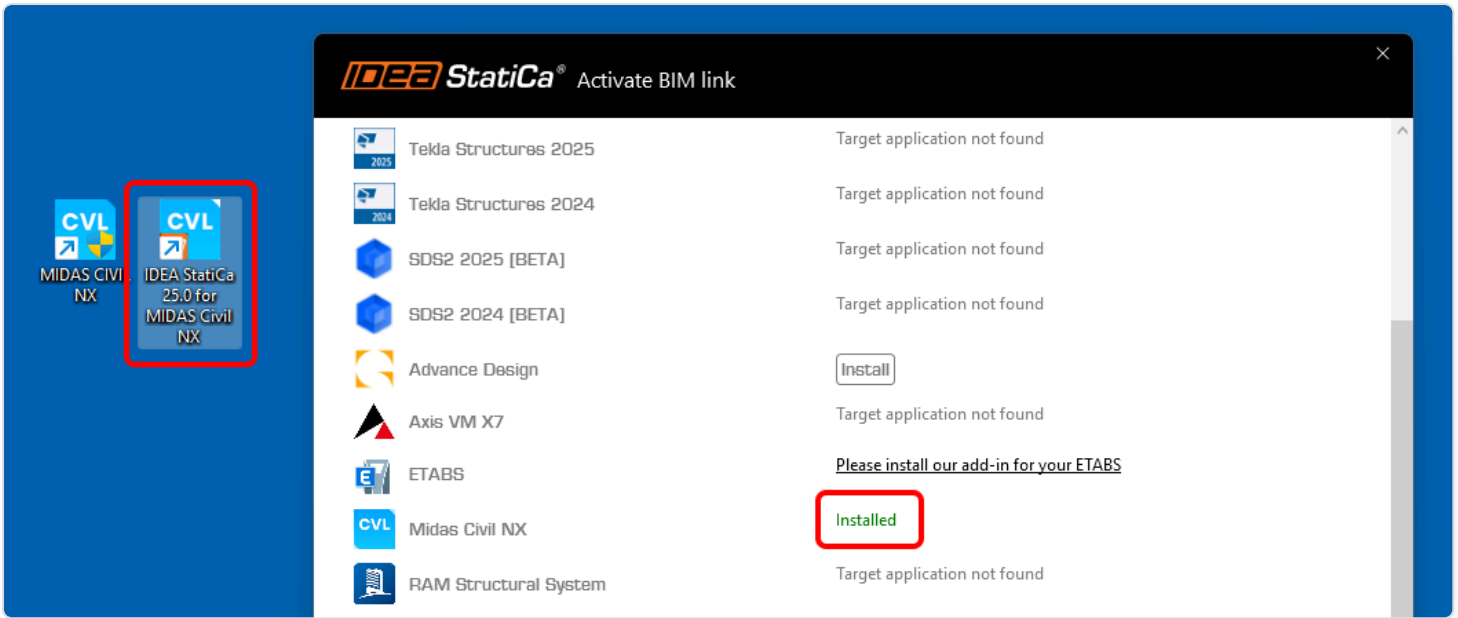 IDEA StatiCa® Activate BIM link
2025 Tekla Structures 2025 Target application not found
2024 Tekla Structures 2024 Target application not found
SDS2 2025 [BETA] Target application not found
SDS2 2024 [BETA] Target application not found
Advance Design Install
Axis VM X7 Target application not found
E ETABS Please install our add-in for your ETABS
CVL Midas Civil NX Installed
RAM Structural System Target application not found
CVL
MIDAS CIVIL
NX
CVL
IDEA StatiCa
25.0 for
MIDAS Civil
NX